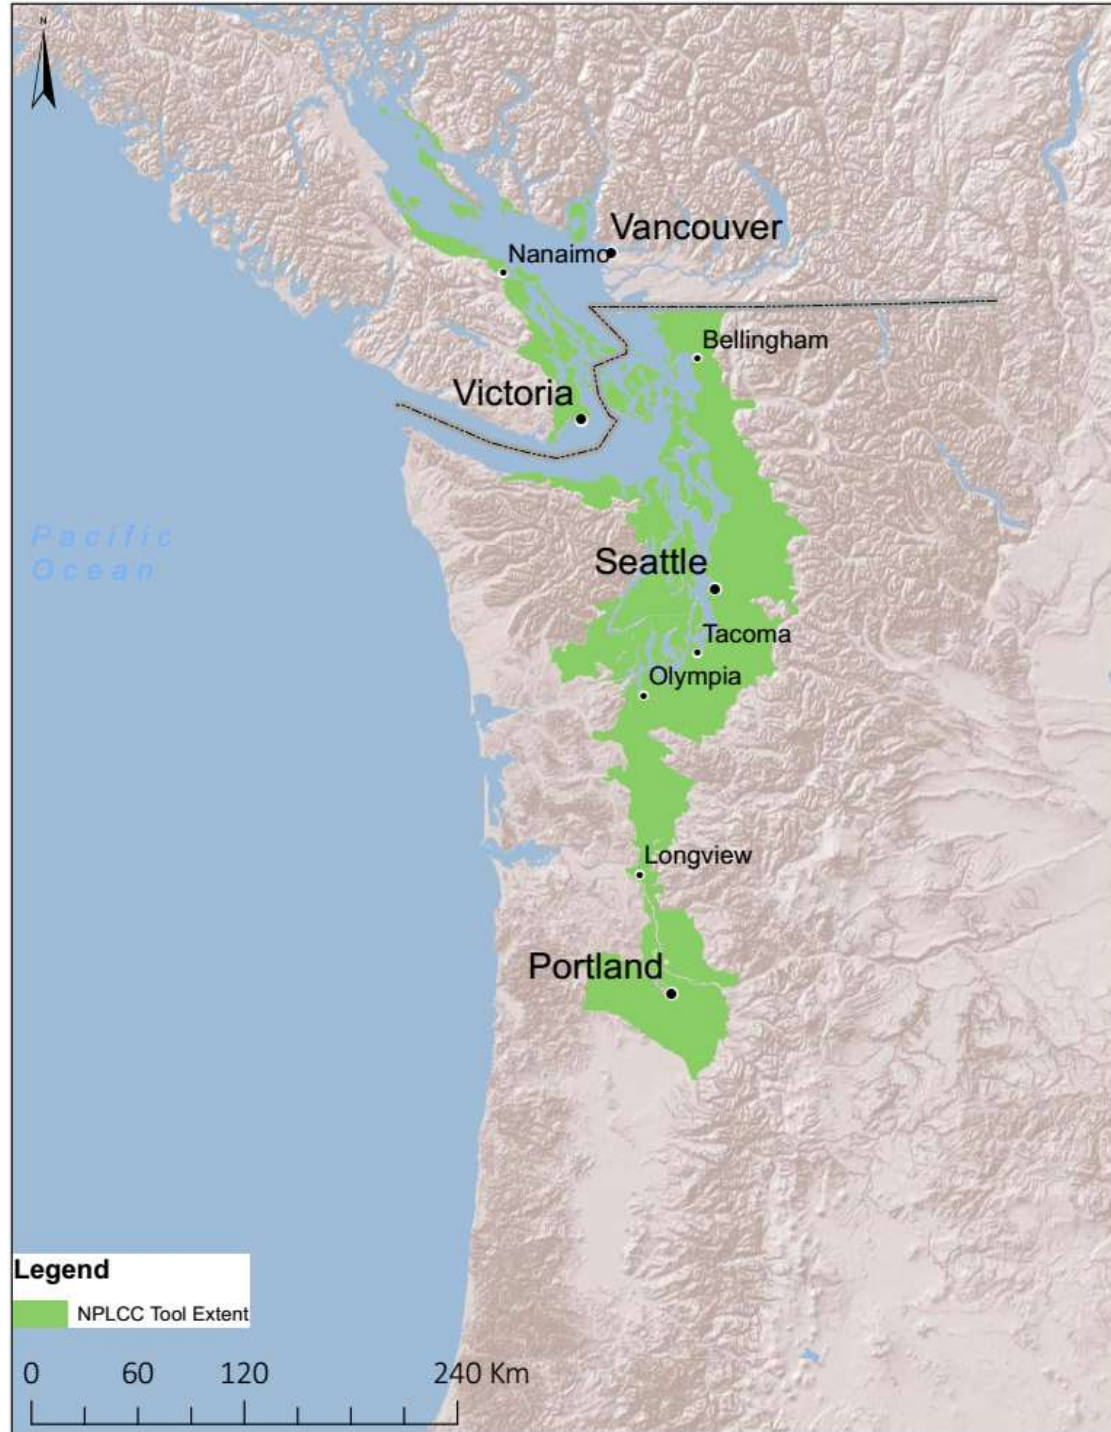 N
Vancouver
Nanaimo
Bellingham
Victoria
Pacific
Ocean
Seattle
Tacoma
Olympia
Longview
Portland
Legend
NPLCC Tool Extent
0 60 120 240 Km